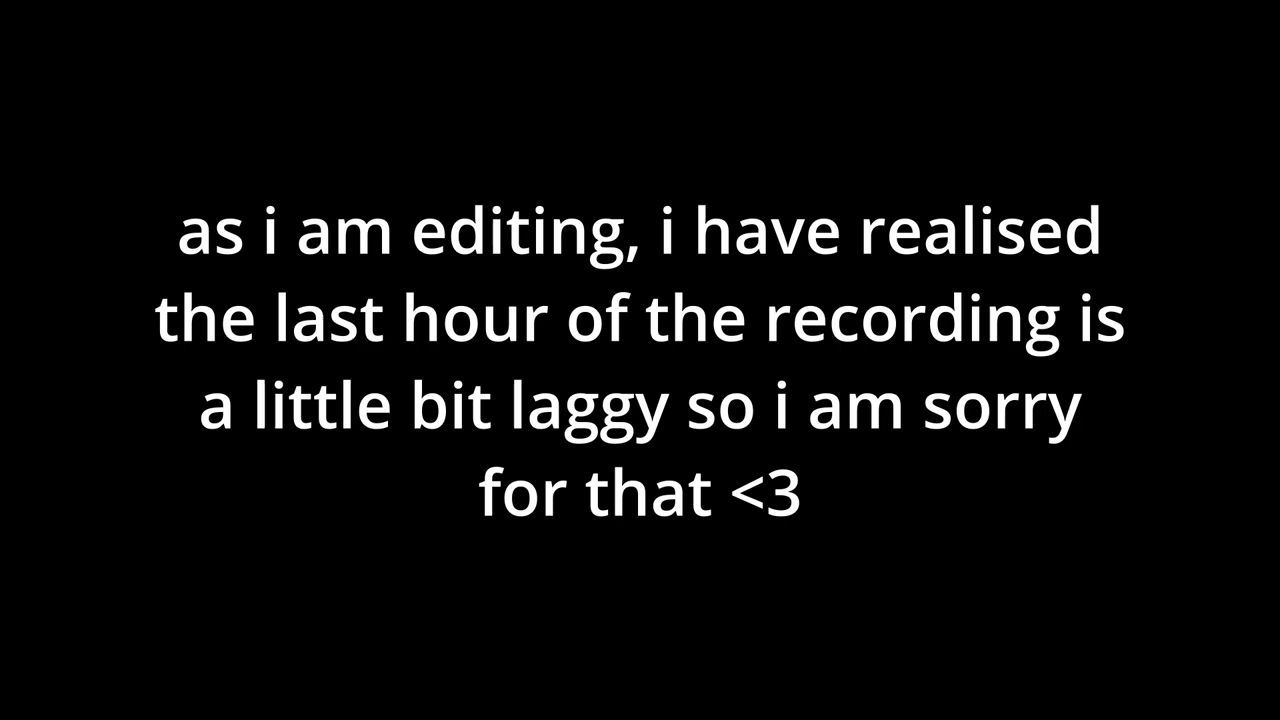 as i am editing, i have realised
the last hour of the recording is
a little bit laggy so i am sorry
for that <3